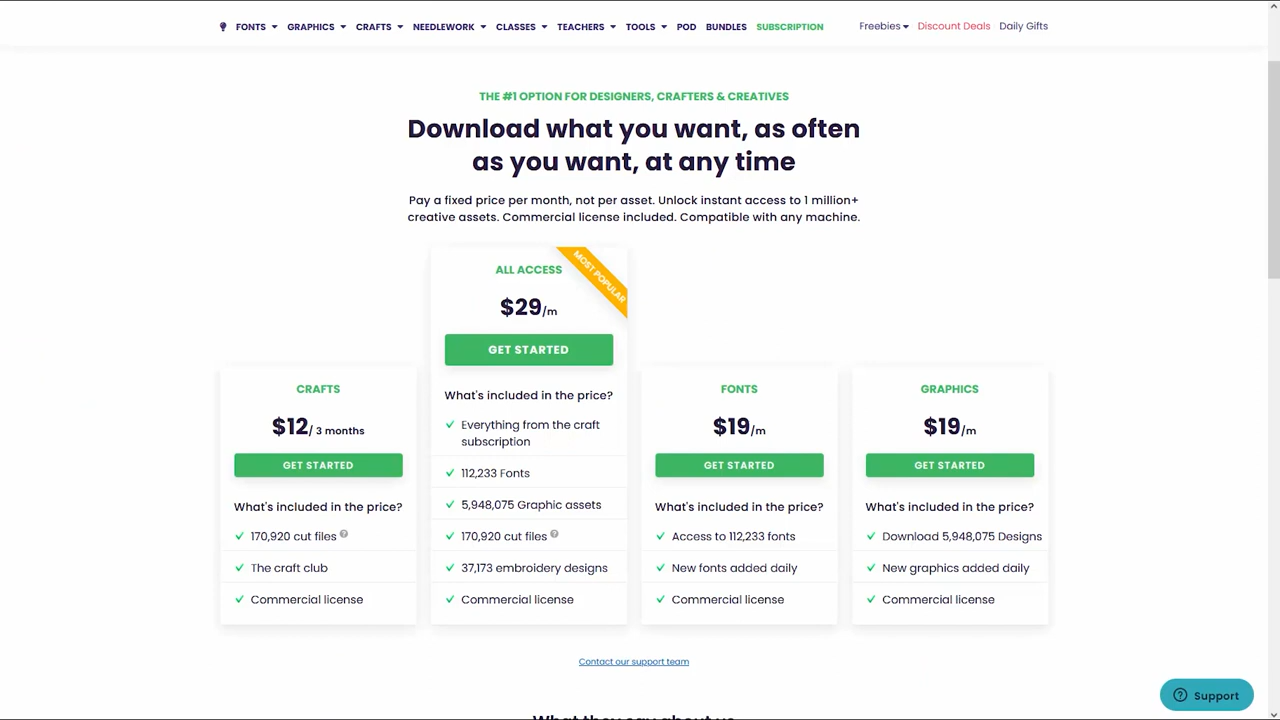 FONTS GRAPHICS CRAFTS NEEDLEWORK CLASSES TEACHERS TOOLS POD BUNDLES SUBSCRIPTION Freebies Discount Deals Daily Gifts
THE #1 OPTION FOR DESIGNERS, CRAFTERS & CREATIVES
Download what you want, as often
as you want, at any time
Pay a fixed price per month, not per asset. Unlock instant access to 1 million+
creative assets. Commercial license included. Compatible with any machine.
MOST POPULAR
ALL ACCESS
$29/m
GET STARTED
What's included in the price?
Everything from the craft
subscription
112,233 Fonts
5,948,075 Graphic assets
170,920 cut files
37,173 embroidery designs
Commercial license
CRAFTS
$12/ 3 months
GET STARTED
What's included in the price?
170,920 cut files
The craft club
Commercial license
FONTS
$19/m
GET STARTED
What's included in the price?
Access to 112,233 fonts
New fonts added daily
Commercial license
GRAPHICS
$19/m
GET STARTED
What's included in the price?
Download 5,948,075 Designs
New graphics added daily
Commercial license
Contact our support team
What they say about us
Support